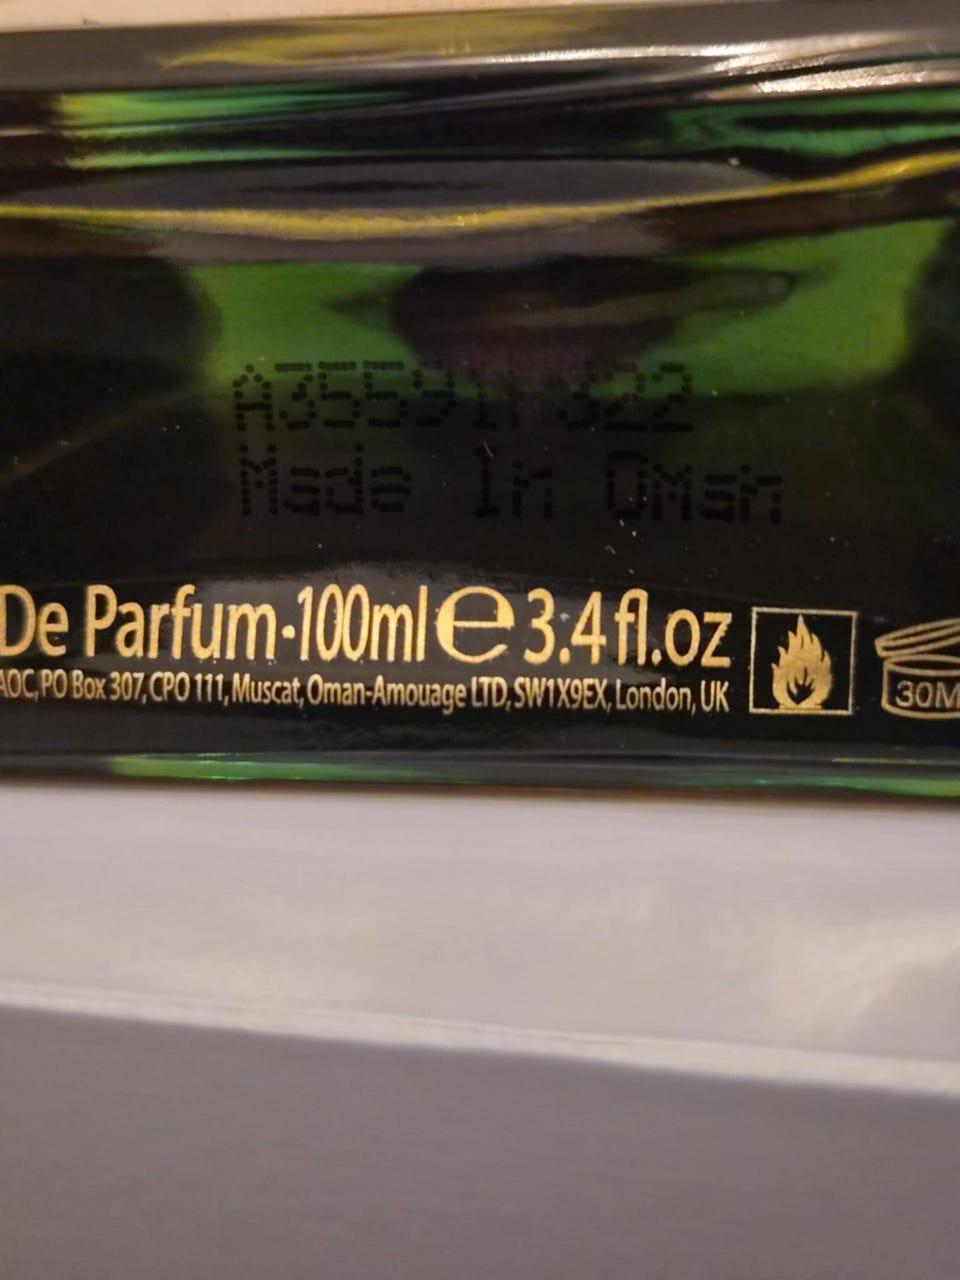 Made In Oman
De Parfum·100ml ℮ 3.4 fl.oz
AOC, PO Box 307, CPO 111, Muscat, Oman-Amouage LTD, SW1X9EX, London, UK
30M